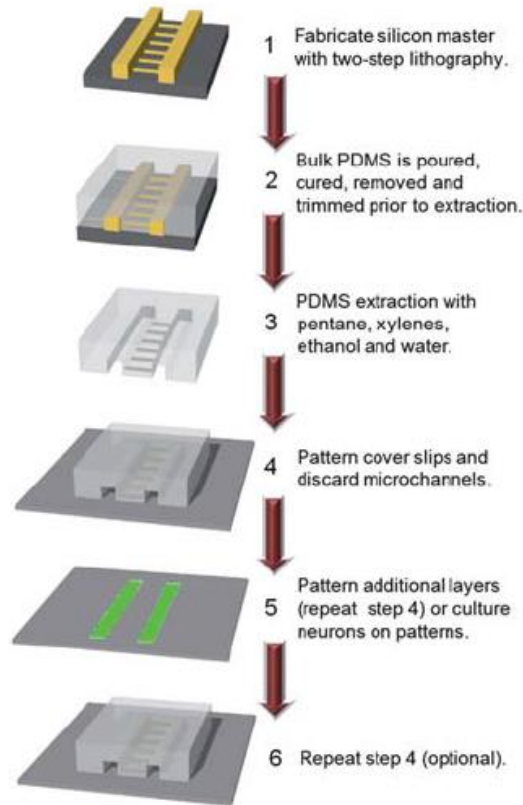 1 Fabricate silicon master
with two-step lithography.
2 Bulk PDMS is poured,
cured, removed and
trimmed prior to extraction.
3 PDMS extraction with
pentane, xylenes,
ethanol and water.
4 Pattern cover slips and
discard microchannels.
5 Pattern additional layers
(repeat step 4) or culture
neurons on patterns.
6 Repeat step 4 (optional).